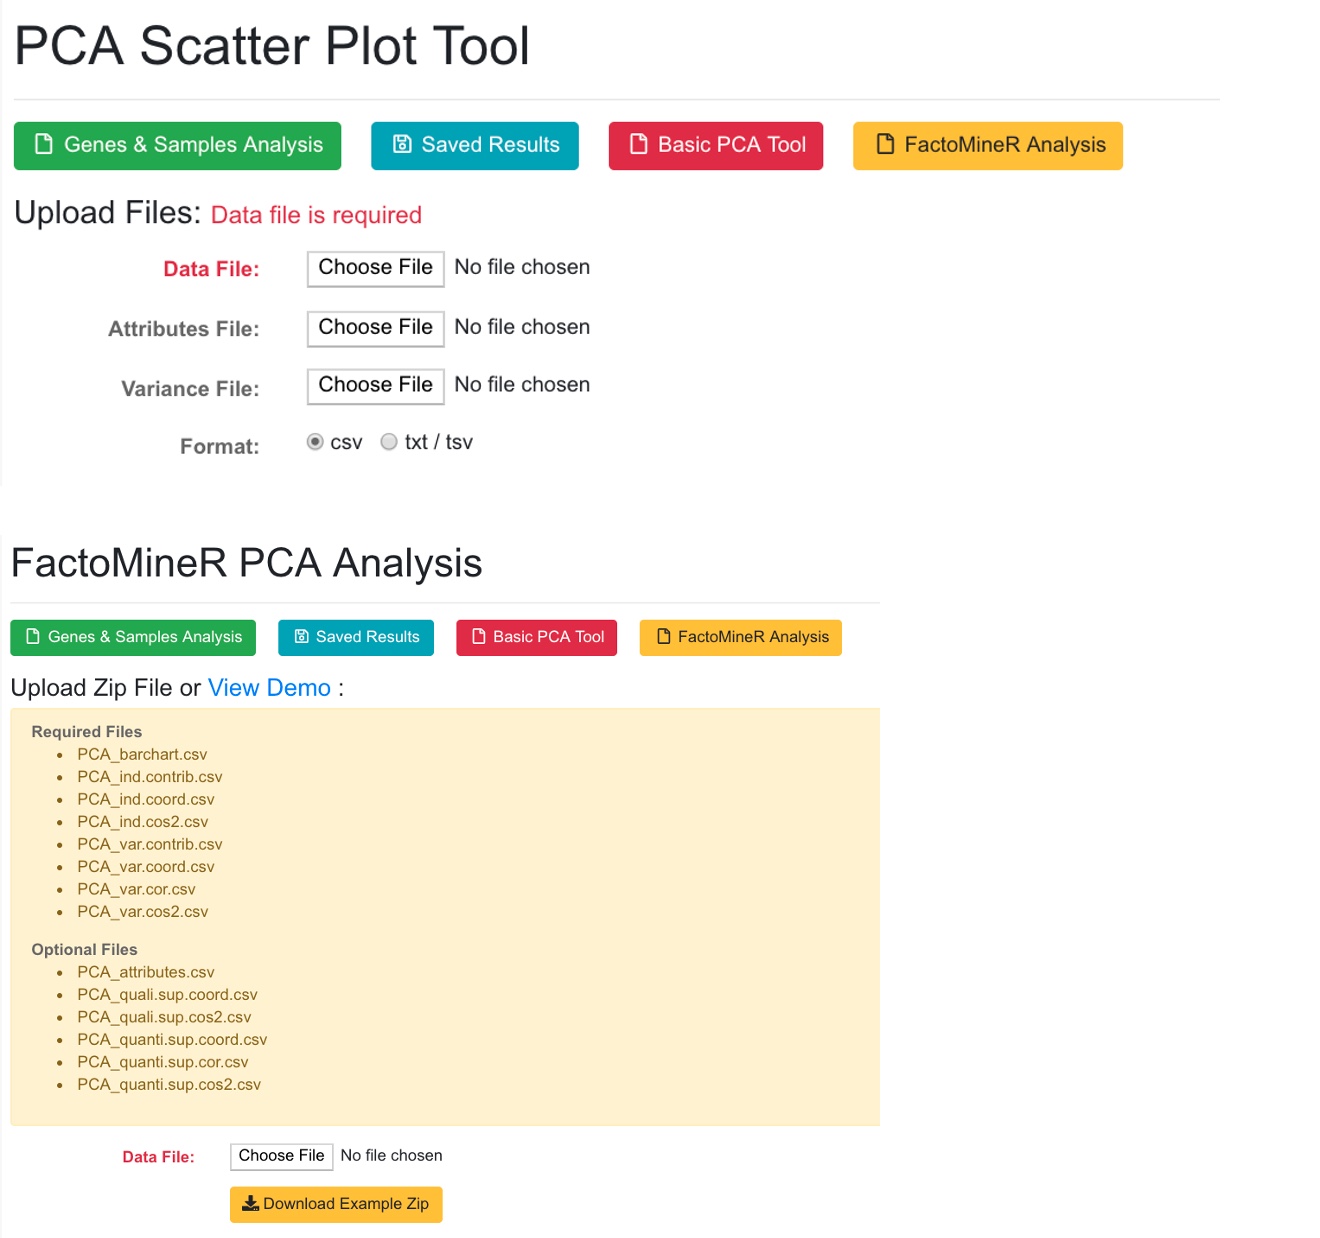 PCA Scatter Plot Tool
Genes & Samples Analysis Saved Results Basic PCA Tool FactoMineR Analysis
Upload Files: Data file is required
Data File: Choose File No file chosen
Attributes File: Choose File No file chosen
Variance File: Choose File No file chosen
Format: csv txt / tsv
FactoMineR PCA Analysis
Genes & Samples Analysis Saved Results Basic PCA Tool FactoMineR Analysis
Upload Zip File or View Demo :
Required Files
• PCA_barchart.csv
• PCA_ind.contrib.csv
• PCA_ind.coord.csv
• PCA_ind.cos2.csv
• PCA_var.contrib.csv
• PCA_var.coord.csv
• PCA_var.cor.csv
• PCA_var.cos2.csv
Optional Files
• PCA_attributes.csv
• PCA_quali.sup.coord.csv
• PCA_quali.sup.cos2.csv
• PCA_quanti.sup.coord.csv
• PCA_quanti.sup.cor.csv
• PCA_quanti.sup.cos2.csv
Data File: Choose File No file chosen
Download Example Zip